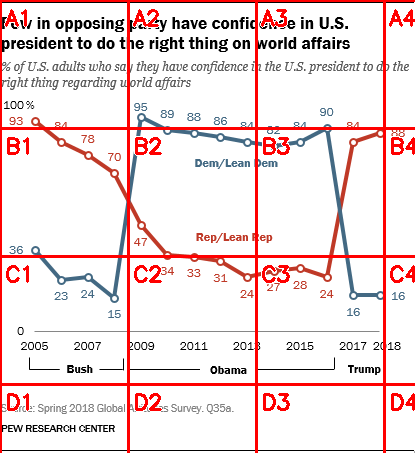 A1 A2 A3 A4
Few in opposing party have confidence in U.S.
president to do the right thing on world affairs
% of U.S. adults who say they have confidence in the U.S. president to do the
right thing regarding world affairs
100 %
95 89 88 86 84 82 84 90
93 84 78 70 84 88
B1 B2 B3 B4
Dem/Lean Dem
Rep/Lean Rep
36 47
C1 C2 C3 C4
34 33 31 24 27 28 24
23 24 15 16 16
0
2005 2007 2009 2011 2013 2015 2017 2018
Bush Obama Trump
D1 D2 D3 D4
Source: Spring 2018 Global Attitudes Survey. Q35a.
PEW RESEARCH CENTER